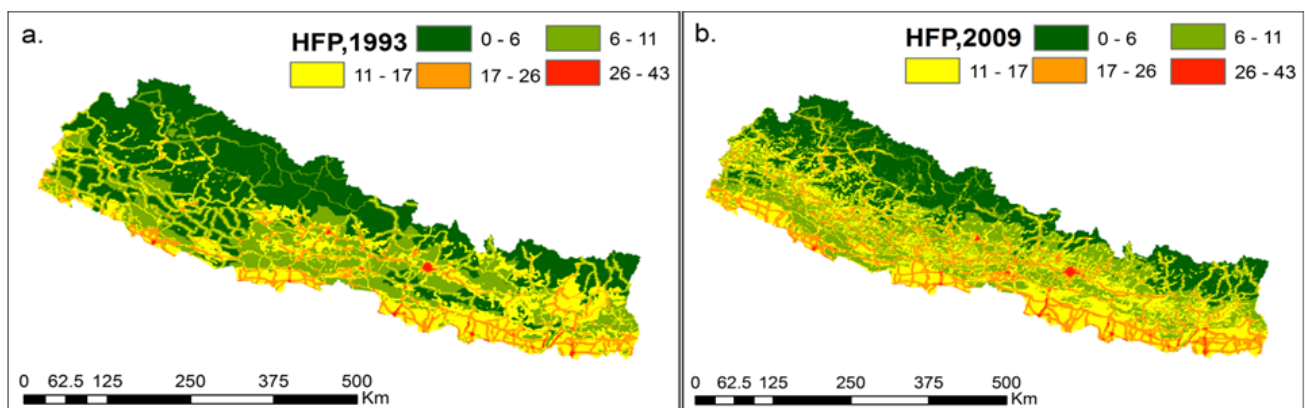 a.
HFP,1993 0 - 6 6 - 11
11 - 17 17 - 26 26 - 43
0 62.5 125 250 375 500
Km
b.
HFP,2009 0 - 6 6 - 11
11 - 17 17 - 26 26 - 43
0 62.5 125 250 375 500
Km